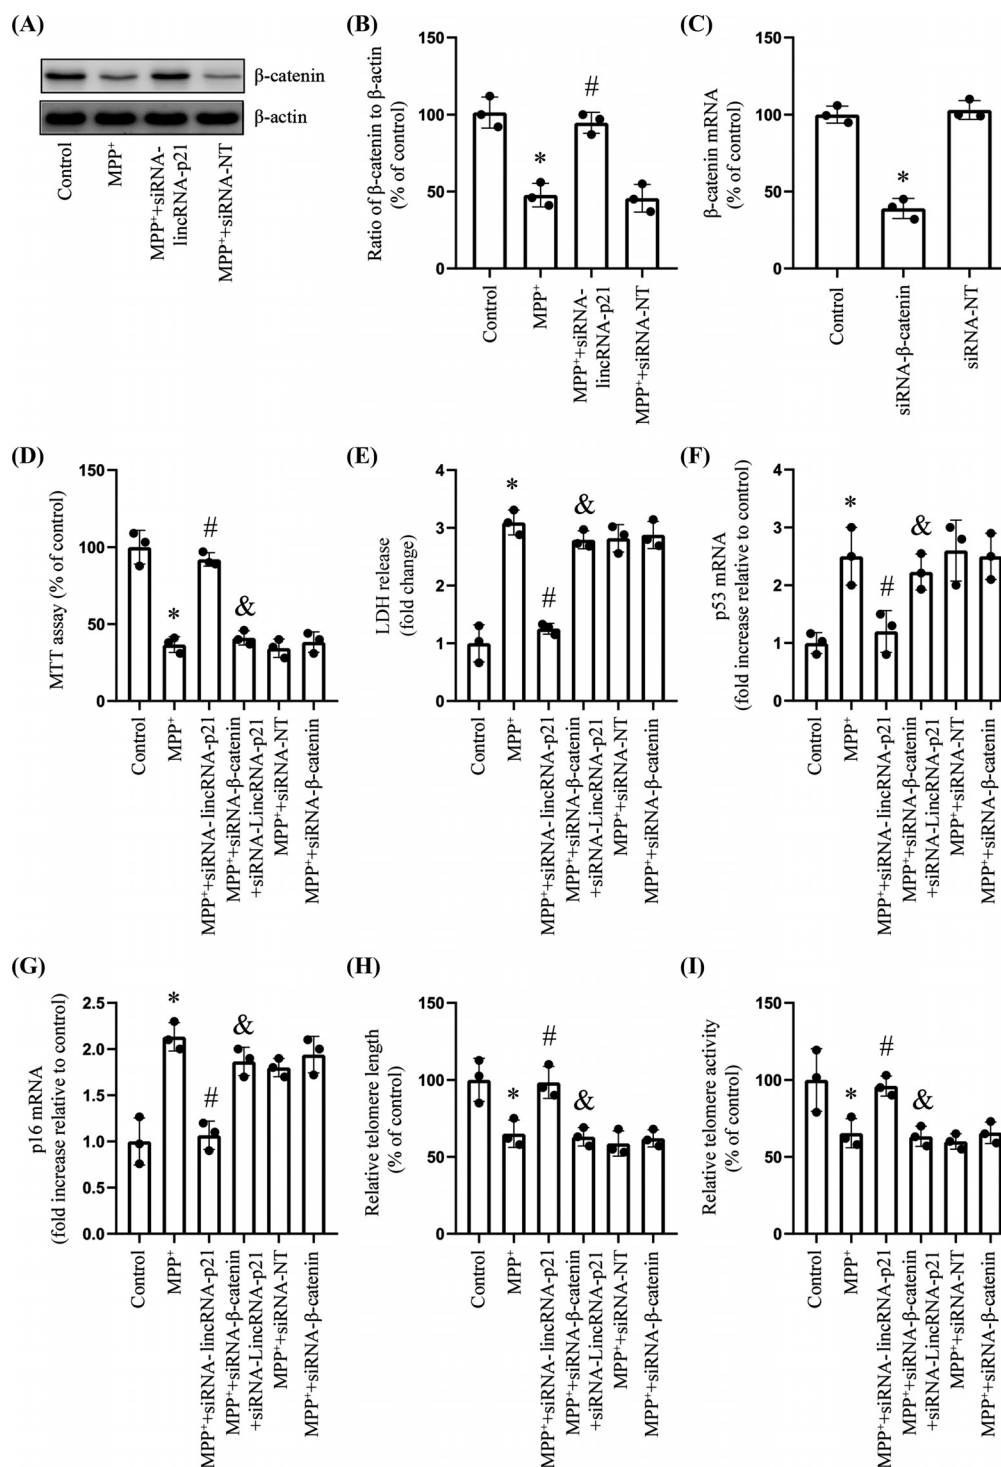 (A)
β-catenin
β-actin
Control
MPP⁺
MPP⁺+siRNA-
lincRNA-p21
MPP⁺+siRNA-NT
(B)
Ratio of β-catenin to β-actin
(% of control)
150
100
50
0
*
#
Control
MPP⁺
MPP⁺+siRNA-
lincRNA-p21
MPP⁺+siRNA-NT
(C)
β-catenin mRNA
(% of control)
150
100
50
0
*
Control
siRNA-β-catenin
siRNA-NT
(D)
MTT assay (% of control)
150
100
50
0
*
#
&
Control
MPP⁺
MPP⁺+siRNA-lincRNA-p21
MPP⁺+siRNA-β-catenin
+siRNA-LincRNA-p21
MPP⁺+siRNA-NT
MPP⁺+siRNA-β-catenin
(E)
LDH release
(fold change)
4
3
2
1
0
*
#
&
Control
MPP⁺
MPP⁺+siRNA-lincRNA-p21
MPP⁺+siRNA-β-catenin
+siRNA-LincRNA-p21
MPP⁺+siRNA-NT
MPP⁺+siRNA-β-catenin
(F)
p53 mRNA
(fold increase relative to control)
4
3
2
1
0
*
#
&
Control
MPP⁺
MPP⁺+siRNA-lincRNA-p21
MPP⁺+siRNA-β-catenin
+siRNA-LincRNA-p21
MPP⁺+siRNA-NT
MPP⁺+siRNA-β-catenin
(G)
p16 mRNA
(fold increase relative to control)
2.5
2.0
1.5
1.0
0.5
0.0
*
#
&
Control
MPP⁺
MPP⁺+siRNA-lincRNA-p21
MPP⁺+siRNA-β-catenin
+siRNA-LincRNA-p21
MPP⁺+siRNA-NT
MPP⁺+siRNA-β-catenin
(H)
Relative telomere length
(% of control)
150
100
50
0
*
#
&
Control
MPP⁺
MPP⁺+siRNA-lincRNA-p21
MPP⁺+siRNA-β-catenin
+siRNA-LincRNA-p21
MPP⁺+siRNA-NT
MPP⁺+siRNA-β-catenin
(I)
Relative telomere activity
(% of control)
150
100
50
0
*
#
&
Control
MPP⁺
MPP⁺+siRNA-lincRNA-p21
MPP⁺+siRNA-β-catenin
+siRNA-LincRNA-p21
MPP⁺+siRNA-NT
MPP⁺+siRNA-β-catenin